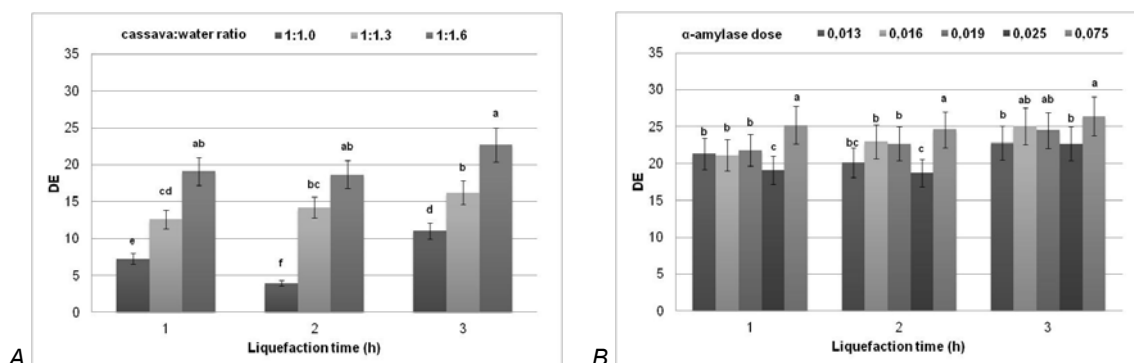 cassava:water ratio 1:1.0 1:1.3 1:1.6
35
30
25
20
15
10
5
0
DE
e cd ab
f bc ab
d b a
1 2 3
Liquefaction time (h)
A
α-amylase dose 0,013 0,016 0,019 0,025 0,075
35
30
25
20
15
10
5
0
DE
b b b c a
bc b b c a
b ab ab b a
1 2 3
Liquefaction time (h)
B